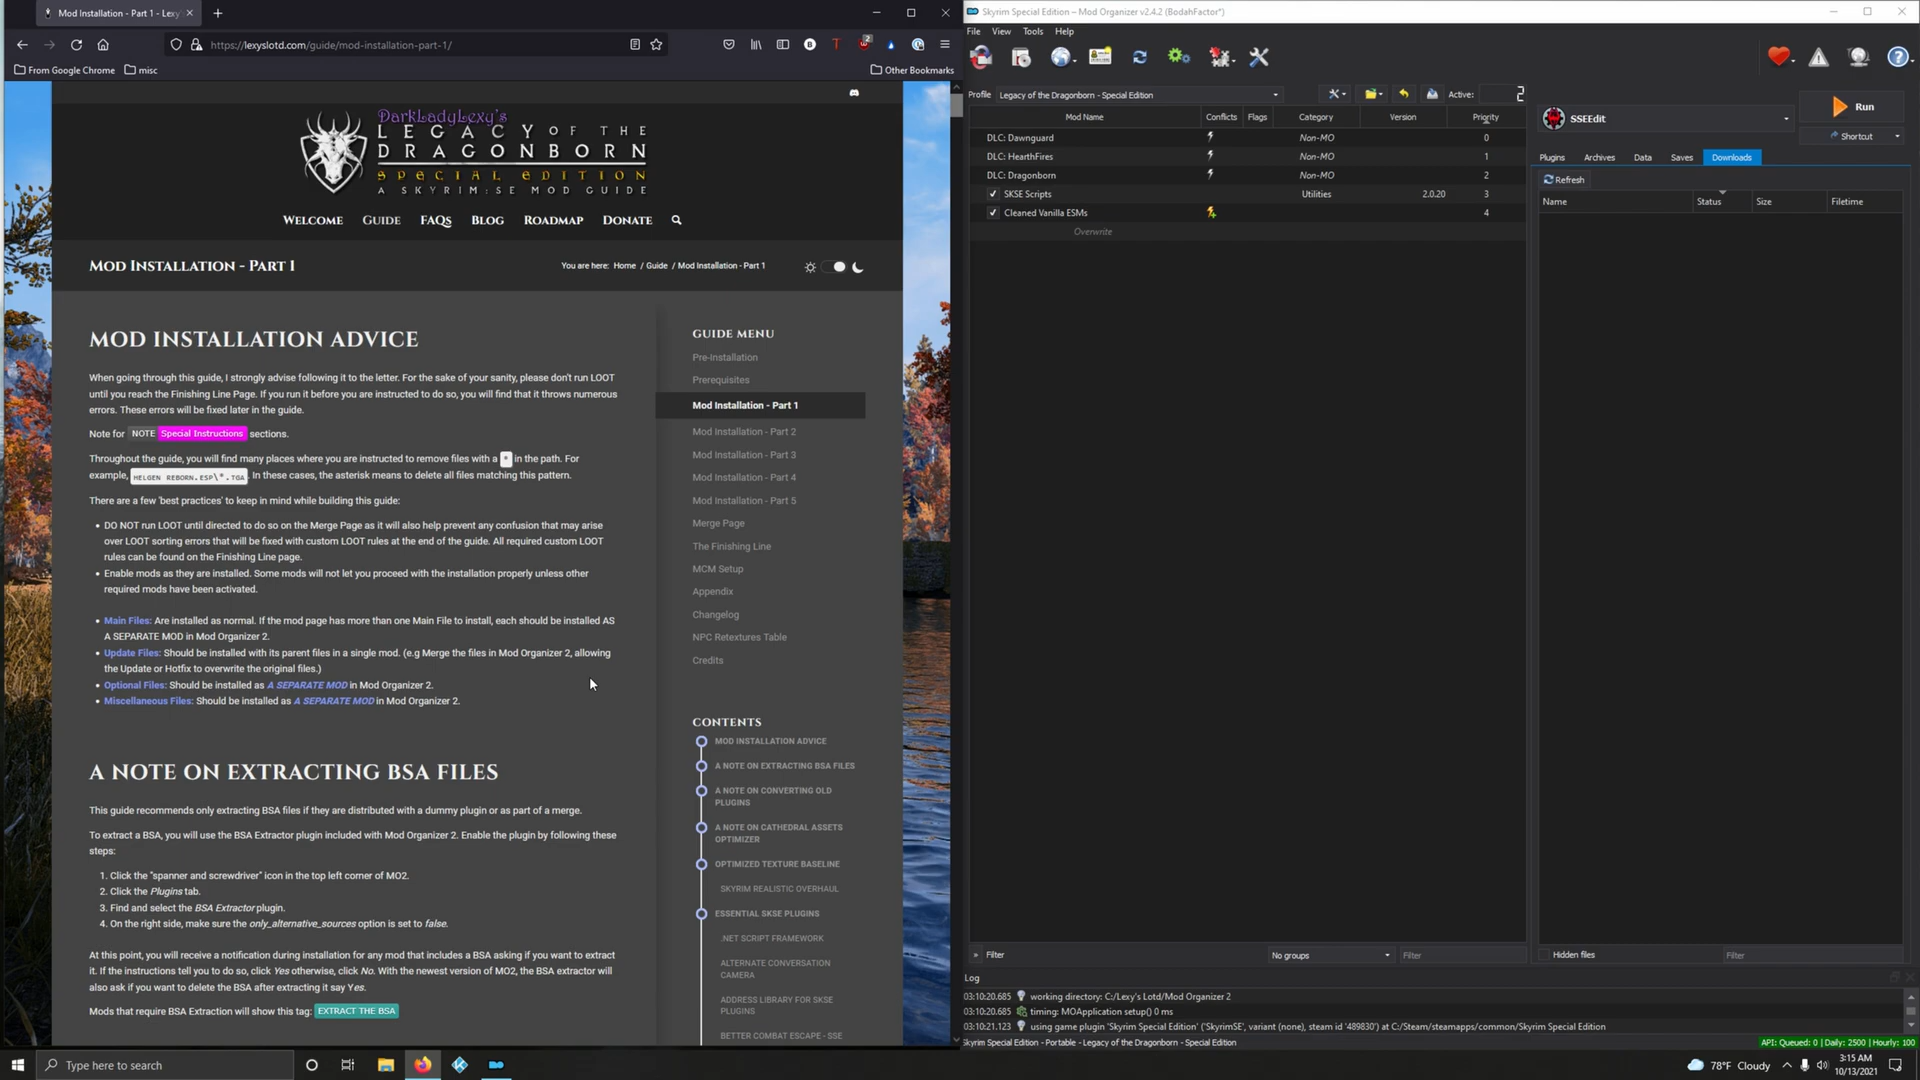 Mod Installation - Part 1 - Lexy
https://lexyslotd.com/guide/mod-installation-part-1/
From Google Chrome
misc
Other Bookmarks
DarkLadyLexy's
LEGACY OF THE
DRAGONBORN
SPECIAL EDITION
A SKYRIM:SE MOD GUIDE
WELCOME
GUIDE
FAQS
BLOG
ROADMAP
DONATE
MOD INSTALLATION - PART 1
You are here: Home / Guide / Mod Installation - Part 1
MOD INSTALLATION ADVICE
When going through this guide, I strongly advise following it to the letter. For the sake of your sanity, please don't run LOOT
until you reach the Finishing Line Page. If you run it before you are instructed to do so, you will find that it throws numerous
errors. These errors will be fixed later in the guide.
Note for NOTE Special Instructions sections.
Throughout the guide, you will find many places where you are instructed to remove files with a * in the path. For
example, HELGEN REBORN.ESP\*.TGA. In these cases, the asterisk means to delete all files matching this pattern.
There are a few 'best practices' to keep in mind while building this guide:
• DO NOT run LOOT until directed to do so on the Merge Page as it will also help prevent any confusion that may arise
over LOOT sorting errors that will be fixed with custom LOOT rules at the end of the guide. All required custom LOOT
rules can be found on the Finishing Line page.
• Enable mods as they are installed. Some mods will not let you proceed with the installation properly unless other
required mods have been activated.
• Main Files: Are installed as normal. If the mod page has more than one Main File to install, each should be installed AS
A SEPARATE MOD in Mod Organizer 2.
• Update Files: Should be installed with its parent files in a single mod. (e.g Merge the files in Mod Organizer 2, allowing
the Update or Hotfix to overwrite the original files.)
• Optional Files: Should be installed as A SEPARATE MOD in Mod Organizer 2.
• Miscellaneous Files: Should be installed as A SEPARATE MOD in Mod Organizer 2.
A NOTE ON EXTRACTING BSA FILES
This guide recommends only extracting BSA files if they are distributed with a dummy plugin or as part of a merge.
To extract a BSA, you will use the BSA Extractor plugin included with Mod Organizer 2. Enable the plugin by following these
steps:
1. Click the "spanner and screwdriver" icon in the top left corner of MO2.
2. Click the Plugins tab.
3. Find and select the BSA Extractor plugin.
4. On the right side, make sure the only_alternative_sources option is set to false.
At this point, you will receive a notification during installation for any mod that includes a BSA asking if you want to extract
it. If the instructions tell you to do so, click Yes otherwise, click No. With the newest version of MO2, the BSA extractor will
also ask if you want to delete the BSA after extracting it say Yes.
Mods that require BSA Extraction will show this tag: EXTRACT THE BSA
GUIDE MENU
Pre-Installation
Prerequisites
Mod Installation - Part 1
Mod Installation - Part 2
Mod Installation - Part 3
Mod Installation - Part 4
Mod Installation - Part 5
Merge Page
The Finishing Line
MCM Setup
Appendix
Changelog
NPC Retextures Table
Credits
CONTENTS
MOD INSTALLATION ADVICE
A NOTE ON EXTRACTING BSA FILES
A NOTE ON CONVERTING OLD
PLUGINS
A NOTE ON CATHEDRAL ASSETS
OPTIMIZER
OPTIMIZED TEXTURE BASELINE
SKYRIM REALISTIC OVERHAUL
ESSENTIAL SKSE PLUGINS
.NET SCRIPT FRAMEWORK
ALTERNATE CONVERSATION
CAMERA
ADDRESS LIBRARY FOR SKSE
PLUGINS
BETTER COMBAT ESCAPE - SSE
Skyrim Special Edition – Mod Organizer v2.4.2 (BodahFactor*)
File View Tools Help
Profile Legacy of the Dragonborn - Special Edition Active: 2
Mod Name Conflicts Flags Category Version Priority
DLC: Dawnguard Non-MO 0
DLC: HearthFires Non-MO 1
DLC: Dragonborn Non-MO 2
SKSE Scripts Utilities 2.0.20 3
Cleaned Vanilla ESMs 4
Overwrite
SSEEdit
Run
Shortcut
Plugins Archives Data Saves Downloads
Refresh
Name Status Size Filetime
» Filter No groups Filter
Hidden files Filter
Log
03:10:20.685 working directory: C:/Lexy's Lotd/Mod Organizer 2
03:10:20.685 timing: MOApplication setup() 0 ms
03:10:21.123 using game plugin 'Skyrim Special Edition' ('SkyrimSE', variant (none), steam id '489830') at C:/Steam/steamapps/common/Skyrim Special Edition
Skyrim Special Edition - Portable - Legacy of the Dragonborn - Special Edition
API: Queued: 0 | Daily: 2500 | Hourly: 100
Type here to search
78°F Cloudy
3:15 AM
10/13/2021